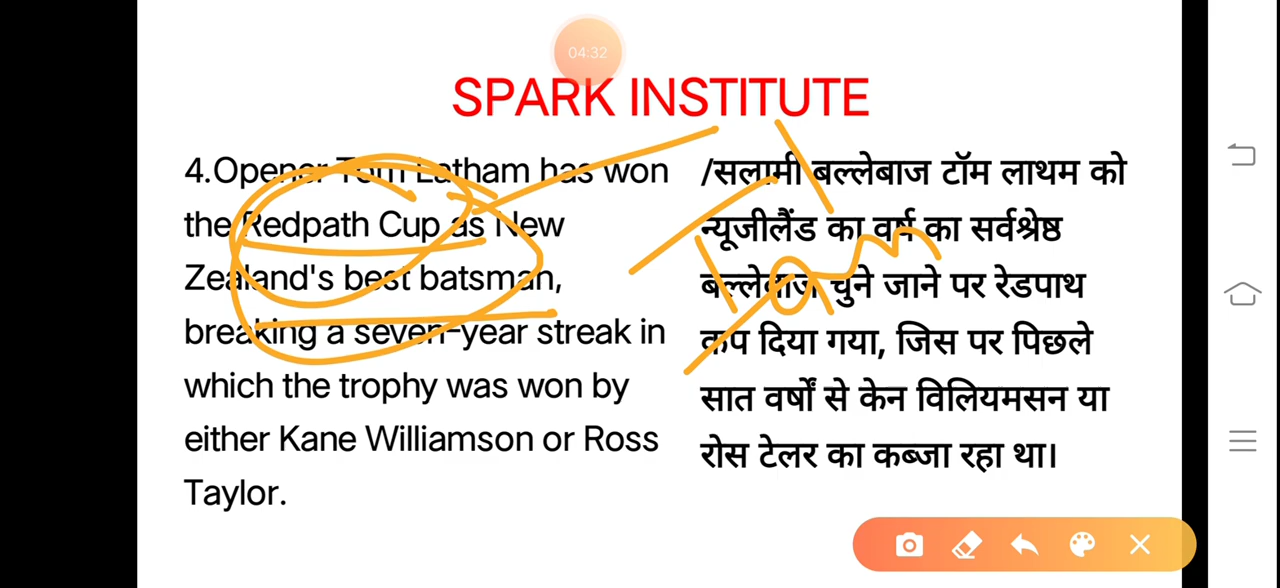 04:32
SPARK INSTITUTE
4.Opener Tom Latham has won
the Redpath Cup as New
Zealand's best batsman,
breaking a seven-year streak in
which the trophy was won by
either Kane Williamson or Ross
Taylor.
/सलामी बल्लेबाज टॉम लाथम को
न्यूजीलैंड का वर्ष का सर्वश्रेष्ठ
बल्लेबाज चुने जाने पर रेडपाथ
कप दिया गया, जिस पर पिछले
सात वर्षों से केन विलियमसन या
रोस टेलर का कब्जा रहा था।